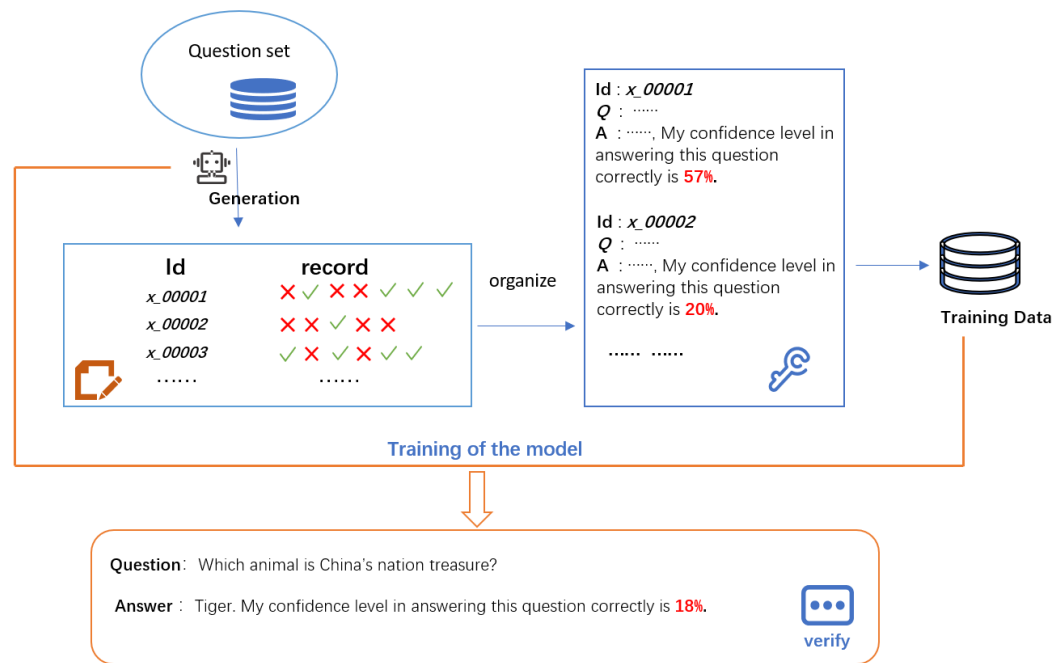 Question set
Generation
Id record
x_00001
x_00002
x_00003
...... ......
organize
Id : x_00001
Q : ......
A : ......, My confidence level in
answering this question
correctly is 57%.
Id : x_00002
Q : ......
A : ......, My confidence level in
answering this question
correctly is 20%.
...... ......
Training Data
Training of the model
Question: Which animal is China's nation treasure?
Answer : Tiger. My confidence level in answering this question correctly is 18%.
verify